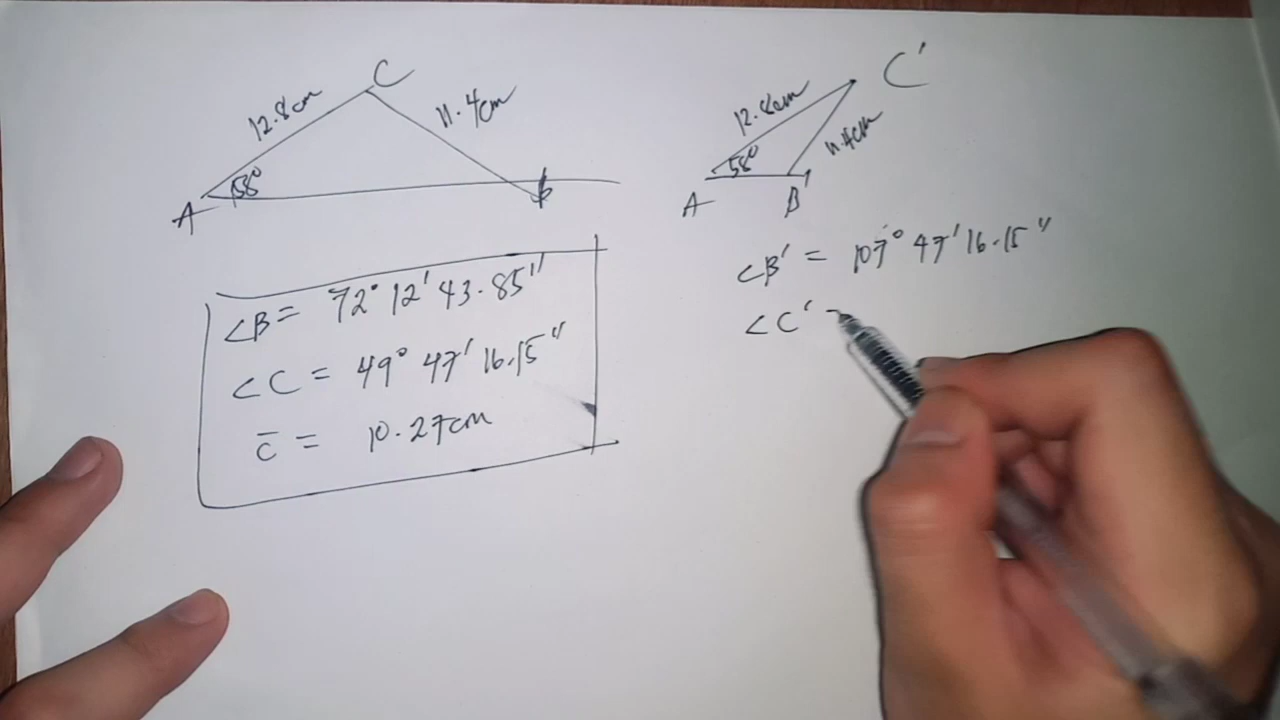 C
12.8cm
11.4cm
58°
A
B
C'
12.8cm
11.4cm
58°
A
B'
<B = 72° 12' 43.85"
<C = 49° 47' 16.15"
c̅ = 10.27cm
<B' = 107° 47' 16.15"
<C' =